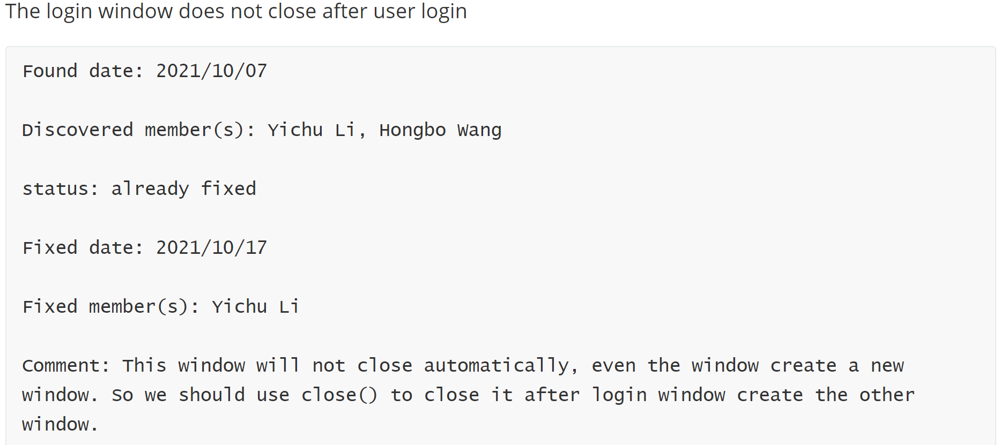 The login window does not close after user login
Found date: 2021/10/07
Discovered member(s): Yichu Li, Hongbo Wang
status: already fixed
Fixed date: 2021/10/17
Fixed member(s): Yichu Li
Comment: This window will not close automatically, even the window create a new
window. So we should use close() to close it after login window create the other
window.